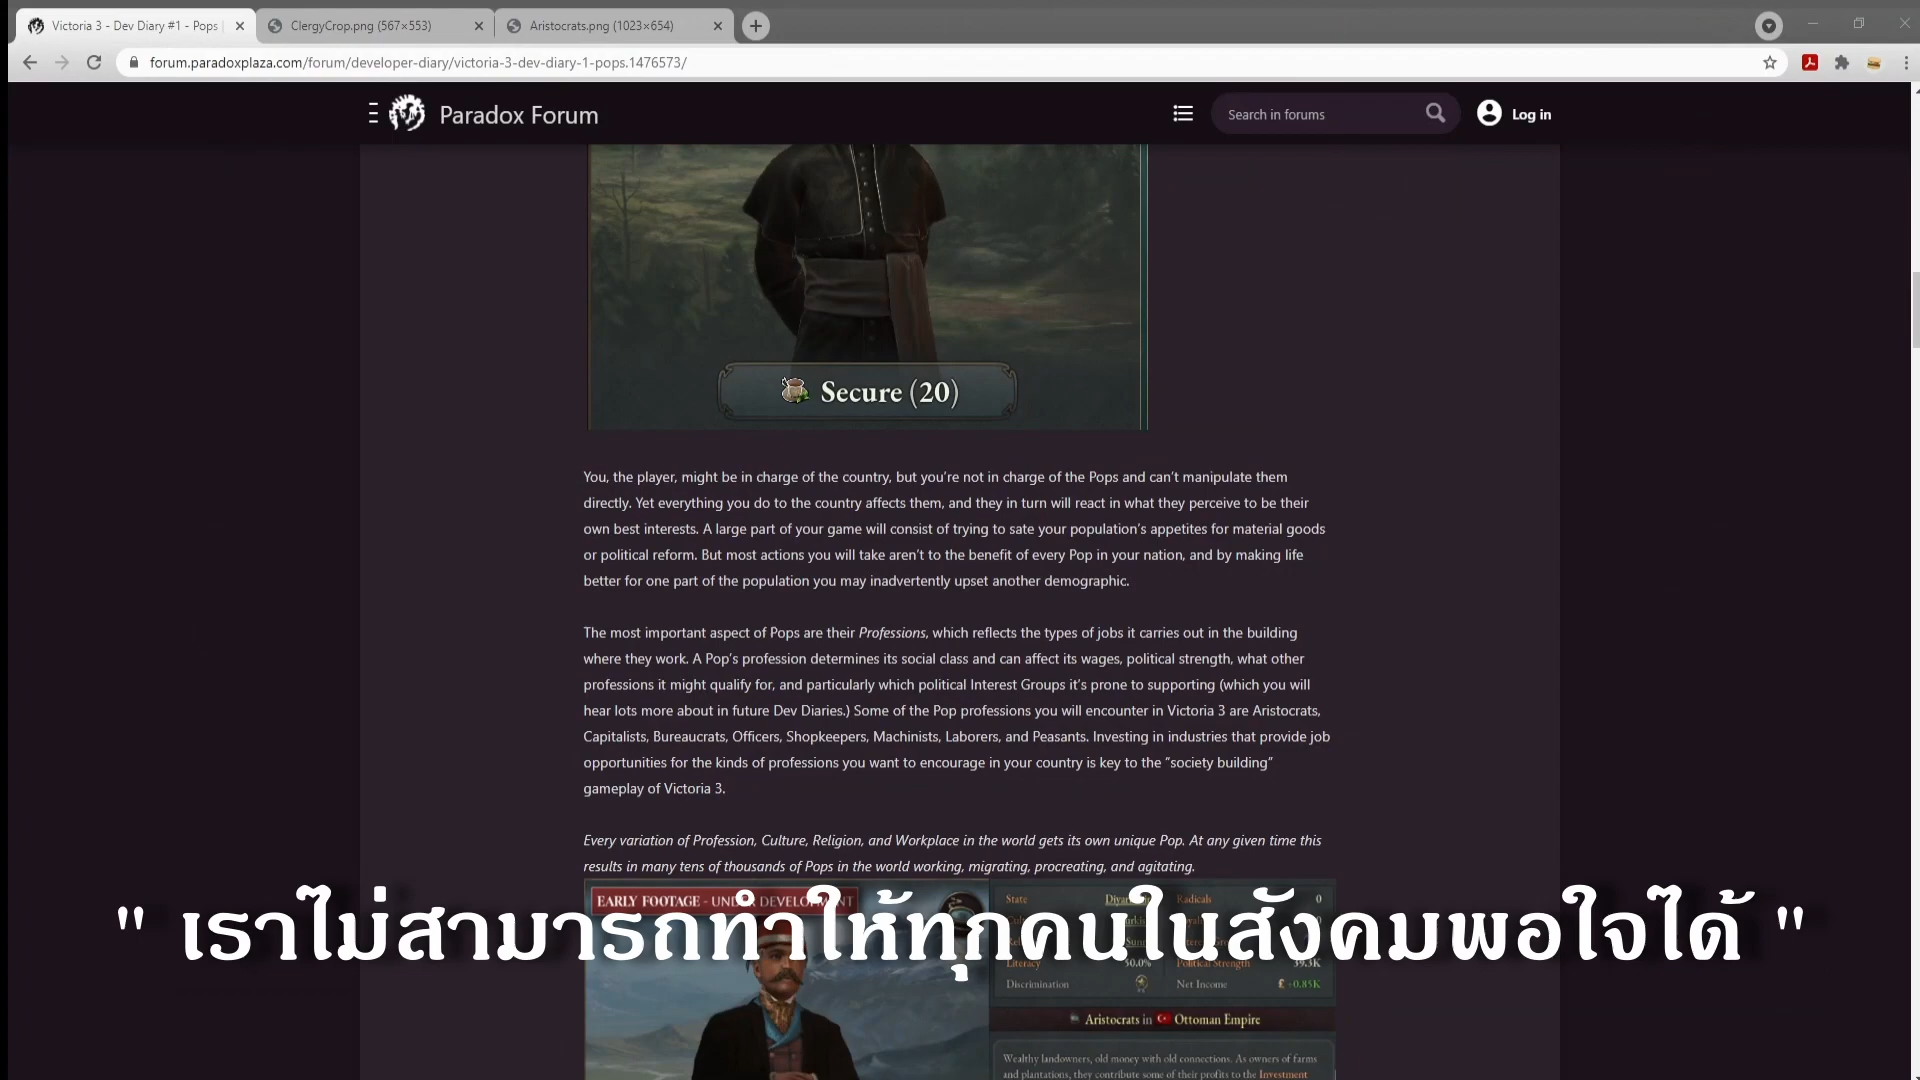 Victoria 3 - Dev Diary #1 - Pops
ClergyCrop.png (567×553)
Aristocrats.png (1023×654)
forum.paradoxplaza.com/forum/developer-diary/victoria-3-dev-diary-1-pops.1476573/
Paradox Forum
Search in forums
Log in
Secure (20)
You, the player, might be in charge of the country, but you're not in charge of the Pops and can't manipulate them
directly. Yet everything you do to the country affects them, and they in turn will react in what they perceive to be their
own best interests. A large part of your game will consist of trying to sate your population's appetites for material goods
or political reform. But most actions you will take aren't to the benefit of every Pop in your nation, and by making life
better for one part of the population you may inadvertently upset another demographic.
The most important aspect of Pops are their Professions, which reflects the types of jobs it carries out in the building
where they work. A Pop's profession determines its social class and can affect its wages, political strength, what other
professions it might qualify for, and particularly which political Interest Groups it's prone to supporting (which you will
hear lots more about in future Dev Diaries.) Some of the Pop professions you will encounter in Victoria 3 are Aristocrats,
Capitalists, Bureaucrats, Officers, Shopkeepers, Machinists, Laborers, and Peasants. Investing in industries that provide job
opportunities for the kinds of professions you want to encourage in your country is key to the “society building”
gameplay of Victoria 3.
Every variation of Profession, Culture, Religion, and Workplace in the world gets its own unique Pop. At any given time this
results in many tens of thousands of Pops in the world working, migrating, procreating, and agitating.
EARLY FOOTAGE - UNDER DEVELOPMENT
State Radicals 0
" เราไม่สามารถทำให้ทุกคนในสังคมพอใจได้ "
Literacy 50.0% Political Strength 39.3K
Discrimination Net Income £ +0.85K
Aristocrats in Ottoman Empire
Wealthy landowners, old money with old connections. As owners of farms
and plantations, they contribute some of their profits to the Investment